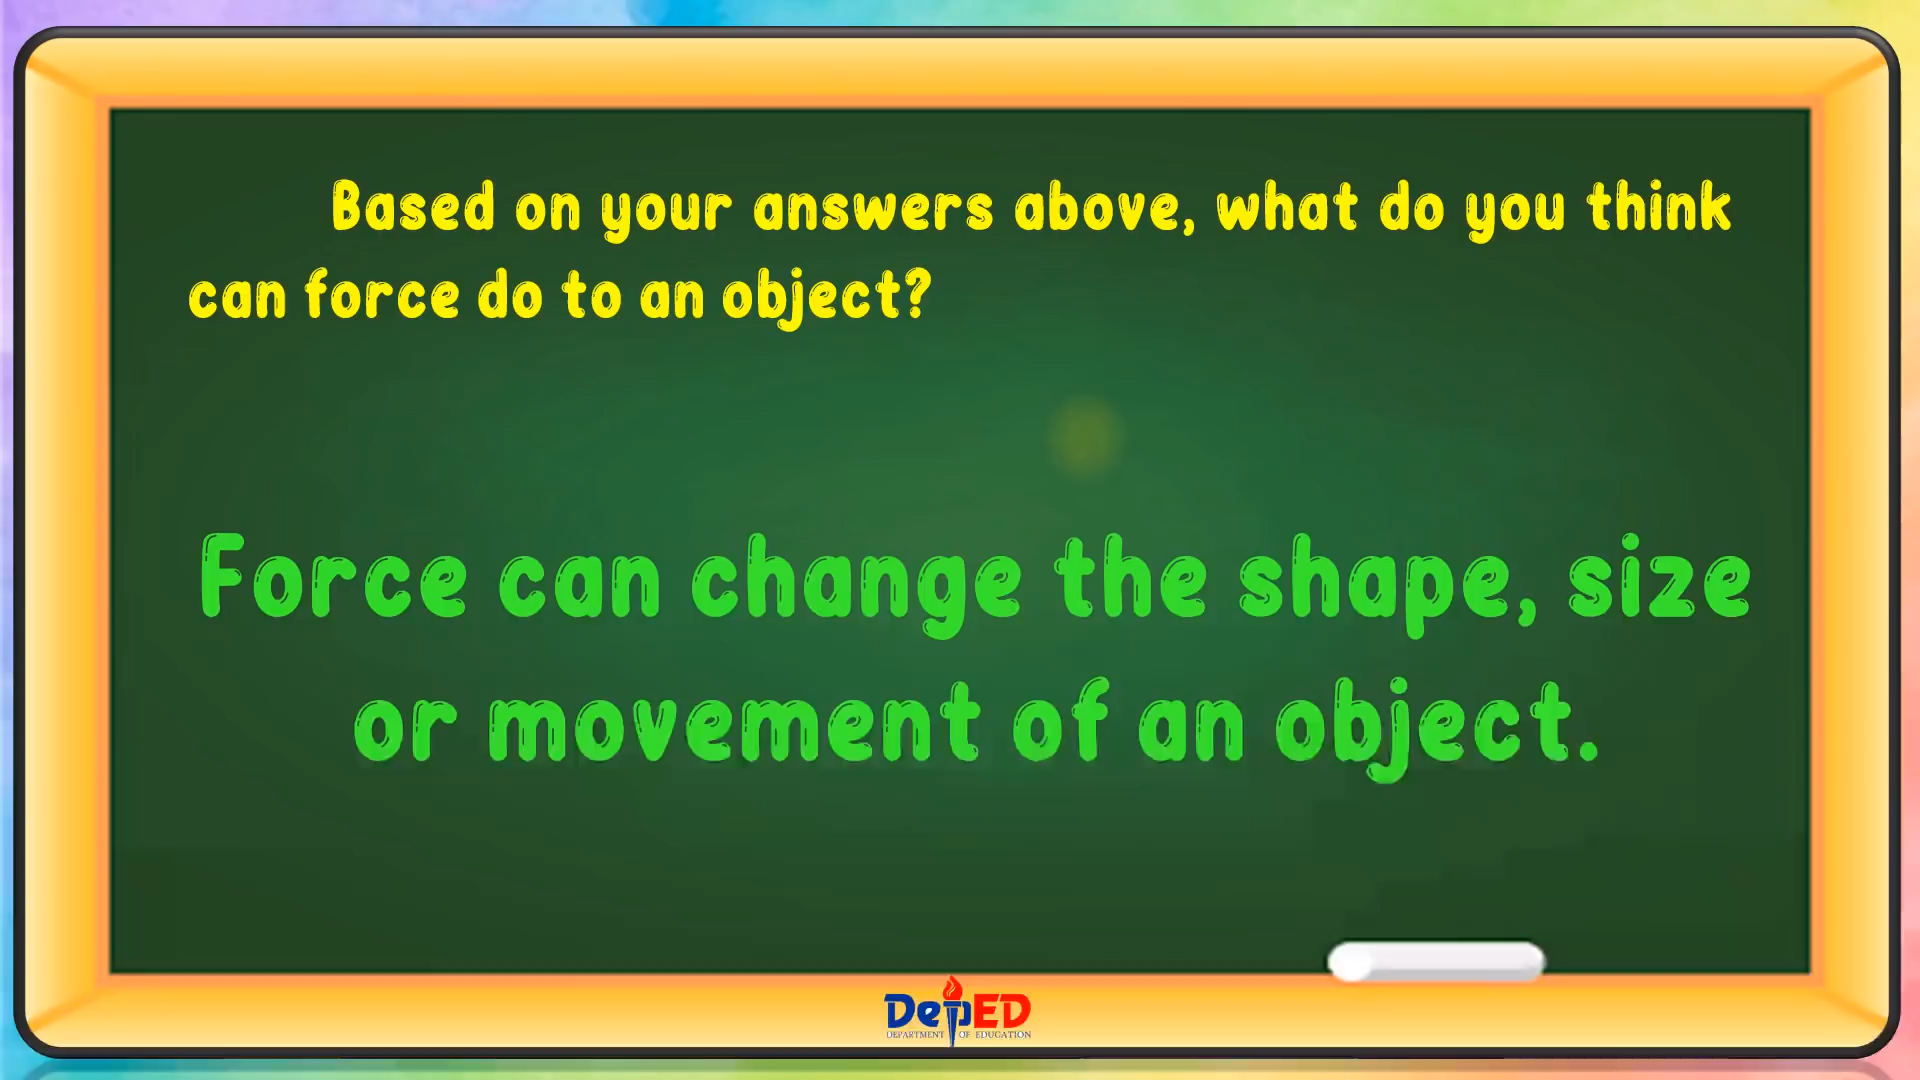 Based on your answers above, what do you think
can force do to an object?
Force can change the shape, size
or movement of an object.
DepED
DEPARTMENT OF EDUCATION